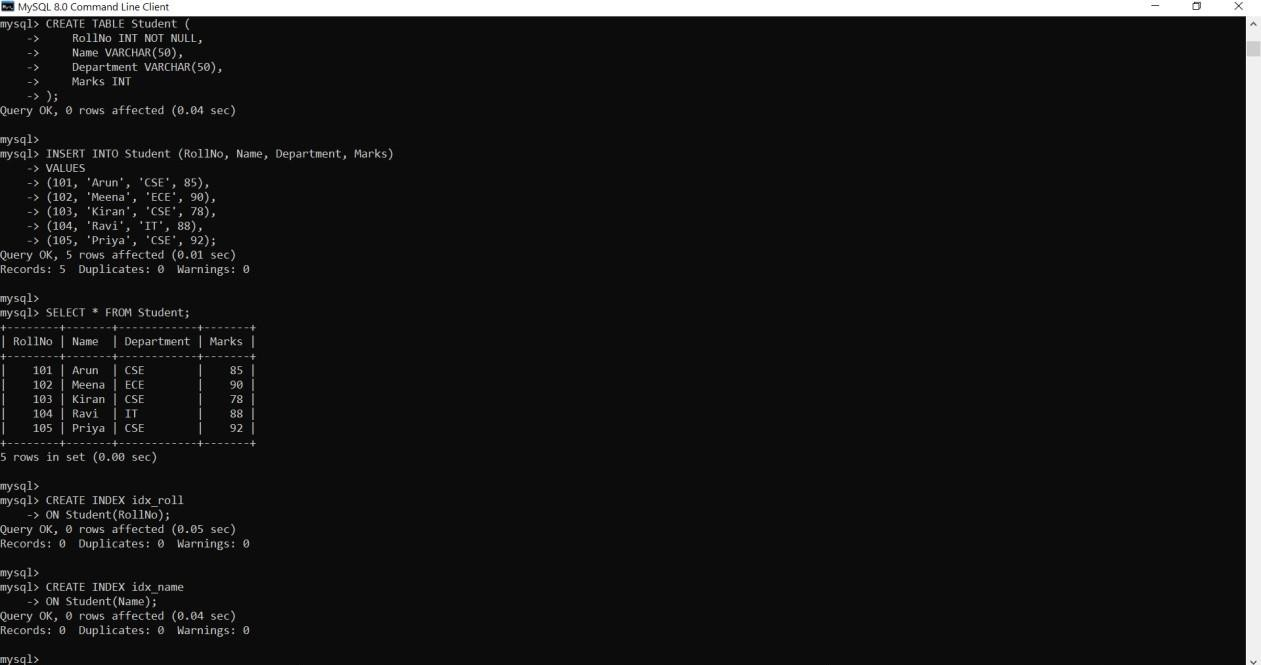 MySQL 8.0 Command Line Client
mysql> CREATE TABLE Student (
    ->     RollNo INT NOT NULL,
    ->     Name VARCHAR(50),
    ->     Department VARCHAR(50),
    ->     Marks INT
    -> );
Query OK, 0 rows affected (0.04 sec)

mysql>
mysql> INSERT INTO Student (RollNo, Name, Department, Marks)
    -> VALUES
    -> (101, 'Arun', 'CSE', 85),
    -> (102, 'Meena', 'ECE', 90),
    -> (103, 'Kiran', 'CSE', 78),
    -> (104, 'Ravi', 'IT', 88),
    -> (105, 'Priya', 'CSE', 92);
Query OK, 5 rows affected (0.01 sec)
Records: 5  Duplicates: 0  Warnings: 0

mysql>
mysql> SELECT * FROM Student;
+--------+-------+------------+-------+
| RollNo | Name  | Department | Marks |
+--------+-------+------------+-------+
|    101 | Arun  | CSE        |    85 |
|    102 | Meena | ECE        |    90 |
|    103 | Kiran | CSE        |    78 |
|    104 | Ravi  | IT         |    88 |
|    105 | Priya | CSE        |    92 |
+--------+-------+------------+-------+
5 rows in set (0.00 sec)

mysql>
mysql> CREATE INDEX idx_roll
    -> ON Student(RollNo);
Query OK, 0 rows affected (0.05 sec)
Records: 0  Duplicates: 0  Warnings: 0

mysql>
mysql> CREATE INDEX idx_name
    -> ON Student(Name);
Query OK, 0 rows affected (0.04 sec)
Records: 0  Duplicates: 0  Warnings: 0

mysql>